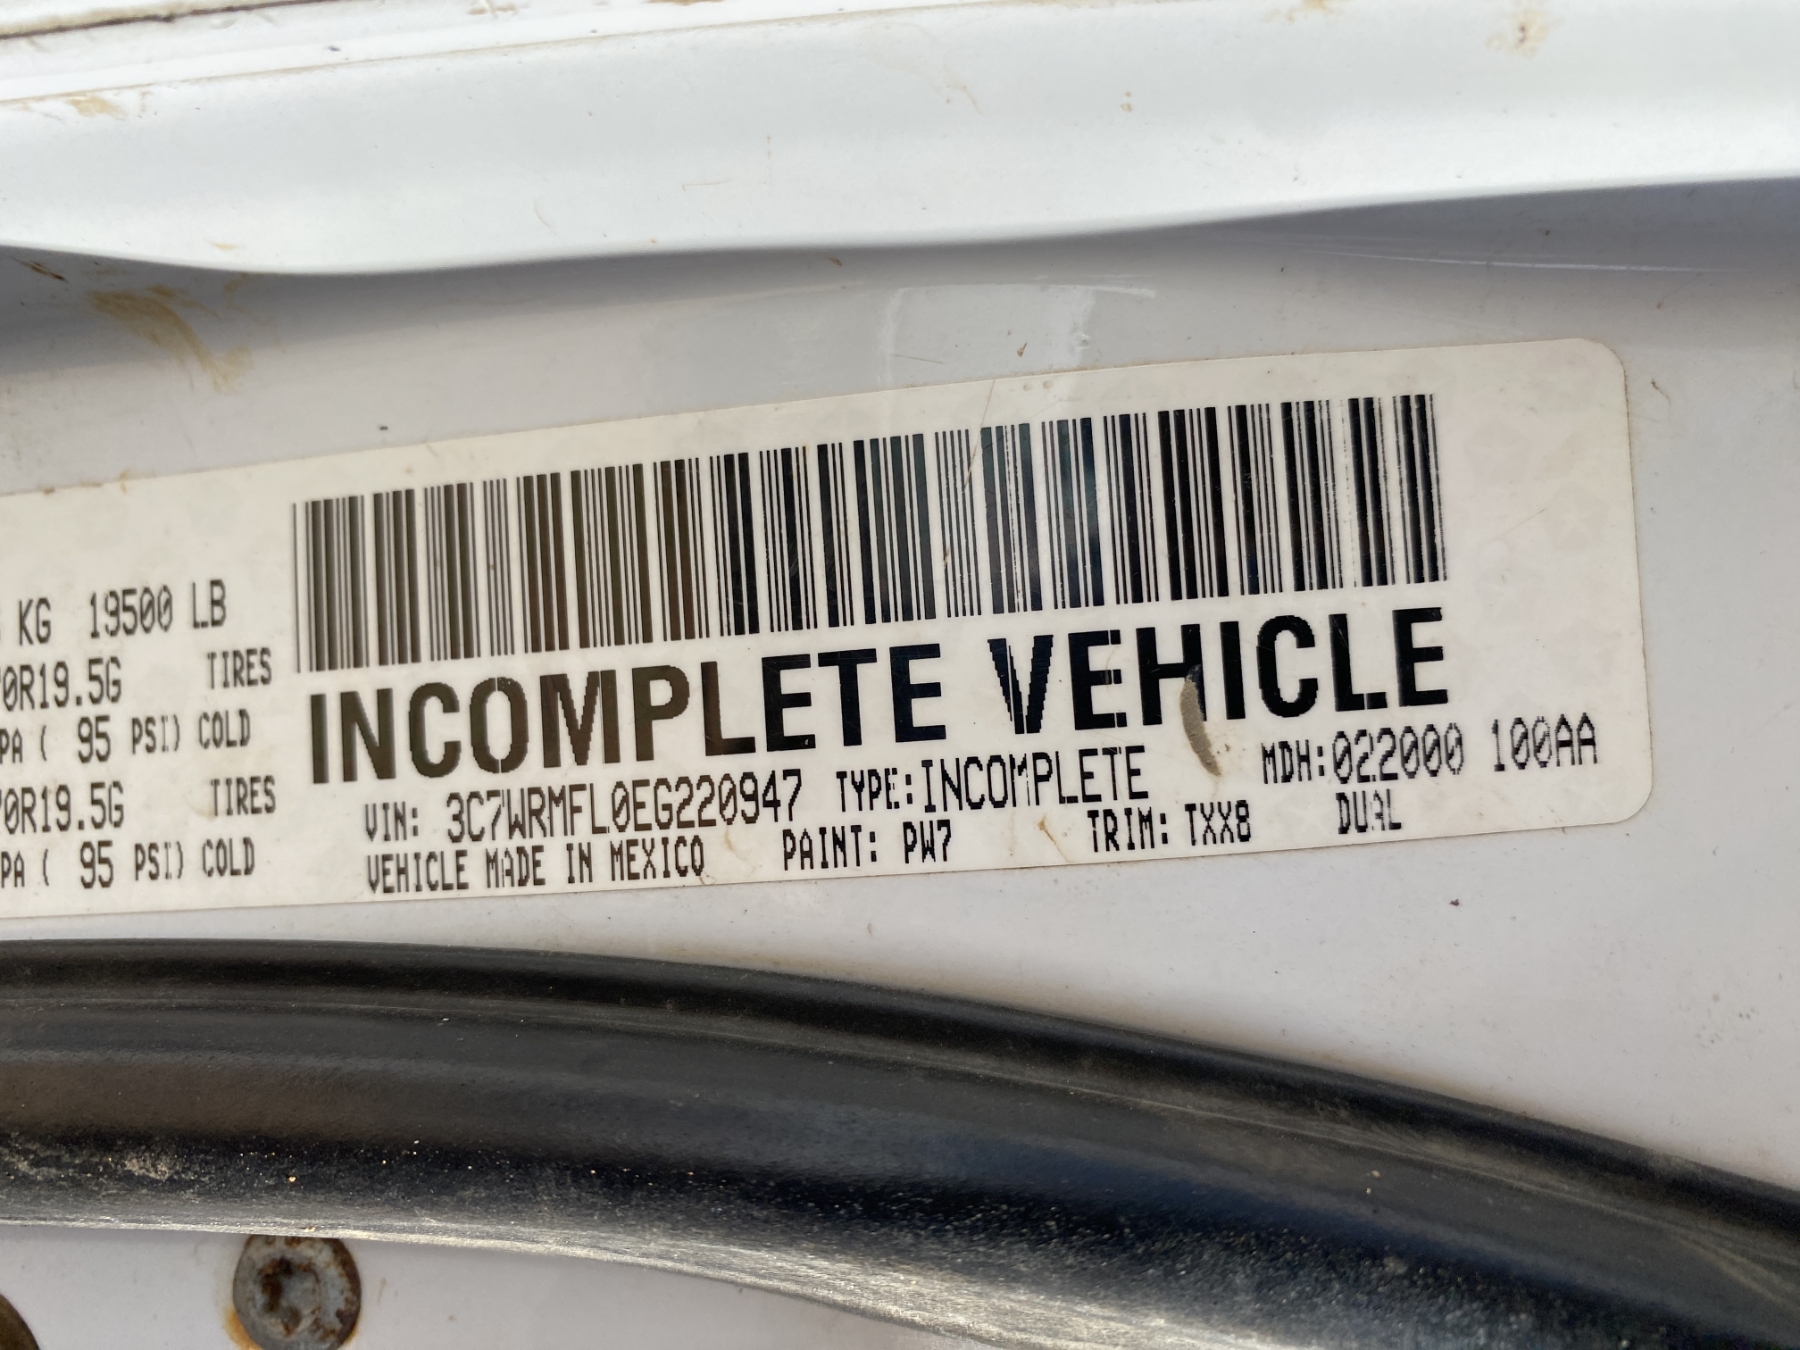 KG 19500 LB
0R19.5G TIRES
PA ( 95 PSI) COLD
0R19.5G TIRES
PA ( 95 PSI) COLD
INCOMPLETE VEHICLE
VIN: 3C7WRMFL0EG220947 TYPE: INCOMPLETE MDH: 022000 100AA
VEHICLE MADE IN MEXICO PAINT: PW7 TRIM: TXX8 DUAL